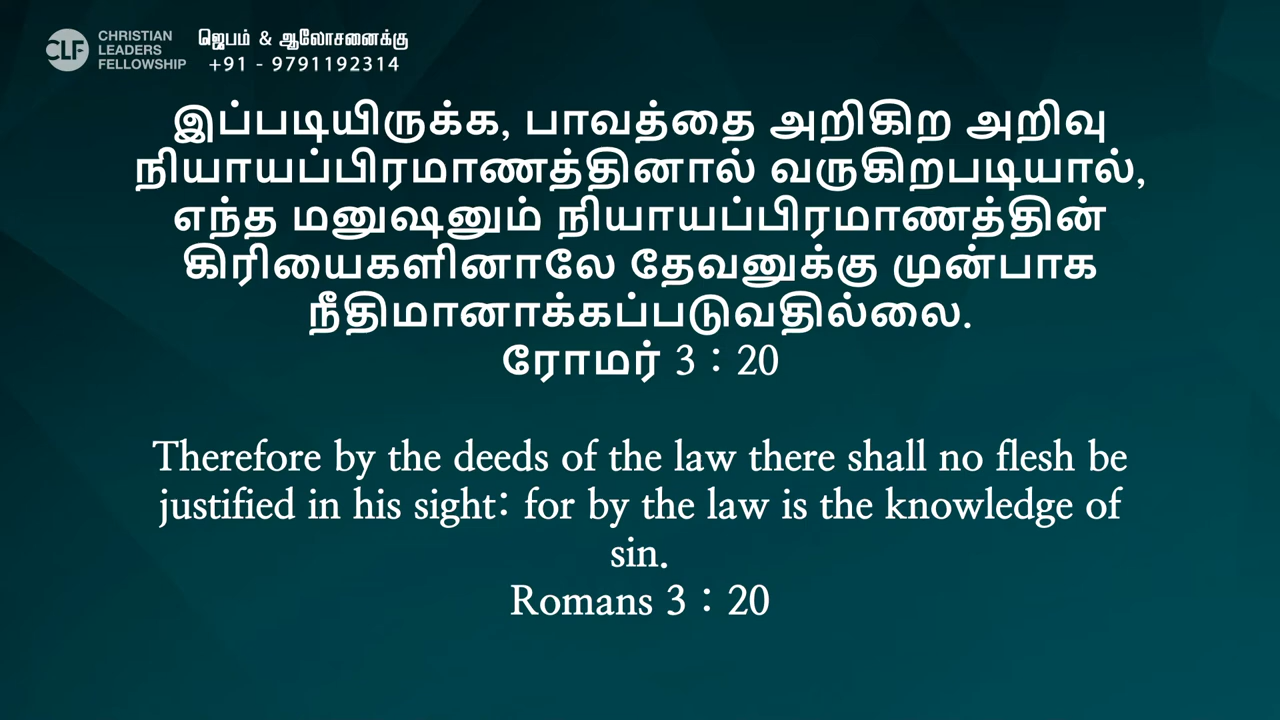 CLF
CHRISTIAN
LEADERS
FELLOWSHIP
ஜெபம் & ஆலோசனைக்கு
+91 - 9791192314
இப்படியிருக்க, பாவத்தை அறிகிற அறிவு
நியாயப்பிரமாணத்தினால் வருகிறபடியால்,
எந்த மனுஷனும் நியாயப்பிரமாணத்தின்
கிரியைகளினாலே தேவனுக்கு முன்பாக
நீதிமானாக்கப்படுவதில்லை.
ரோமர் 3 : 20
Therefore by the deeds of the law there shall no flesh be
justified in his sight: for by the law is the knowledge of
sin.
Romans 3 : 20